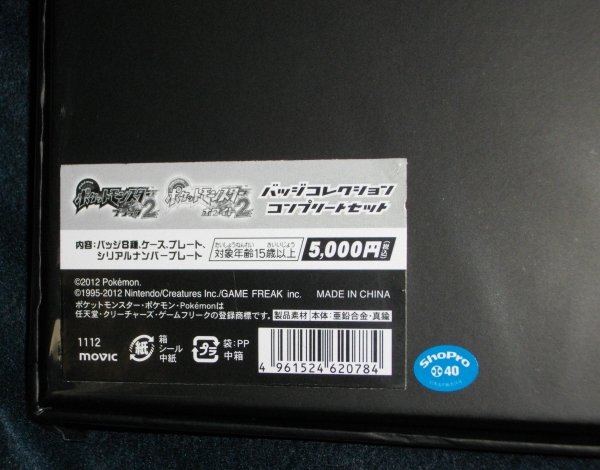 ポケットモンスター ブラック2 ポケットモンスター ホワイト2 バッジコレクション
コンプリートセット
内容:バッジ8種、ケース、プレート、
シリアルナンバープレート
たいしょうねんれい さいいじょう
対象年齢15歳以上
5,000円(税込)
©2012 Pokémon.
©1995-2012 Nintendo/Creatures Inc./GAME FREAK inc. MADE IN CHINA
ポケットモンスター・ポケモン・Pokémonは
任天堂・クリーチャーズ・ゲームフリークの登録商標です。
製品素材 本体:亜鉛合金・真鍮
1112
movic
紙
箱
シール
中紙
プラ
袋:PP
中箱
4 961524 620784
ShoPro
40